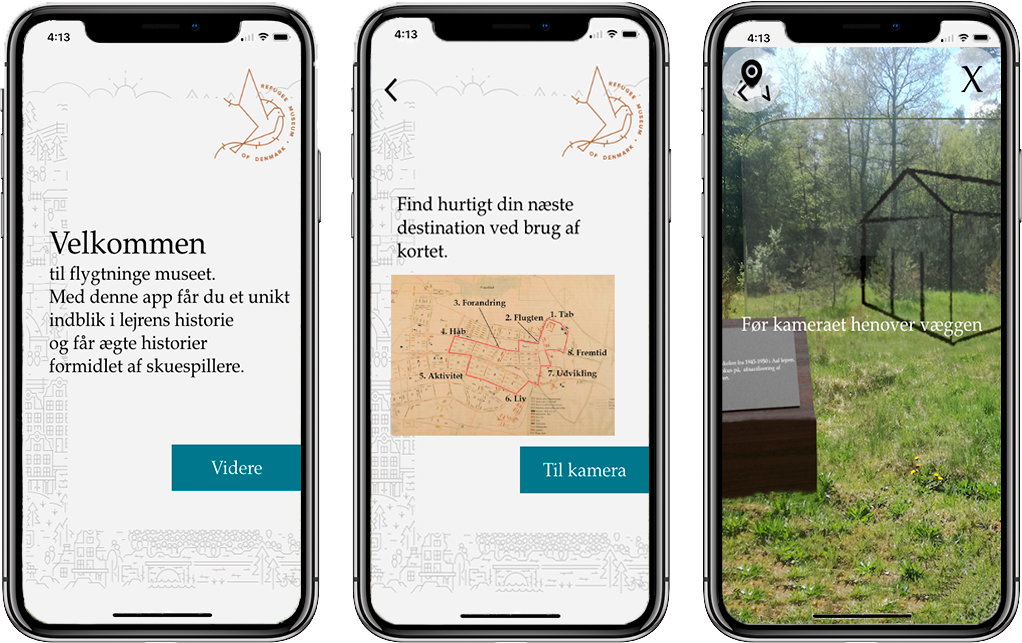 4:13
REFUGEE MUSEUM
OF DENMARK
Velkommen
til flygtninge museet.
Med denne app får du et unikt
indblik i lejrens historie
og får ægte historier
formidlet af skuespillere.
Videre
4:13
REFUGEE MUSEUM
OF DENMARK
Find hurtigt din næste
destination ved brug af
kortet.
3. Forandring
2. Flugten
1. Tab
4. Håb
8. Fremtid
5. Aktivitet
7. Udvikling
6. Liv
Til kamera
4:13
X
Før kameraet henover væggen
fra 1945-1950 i Aal lejren.